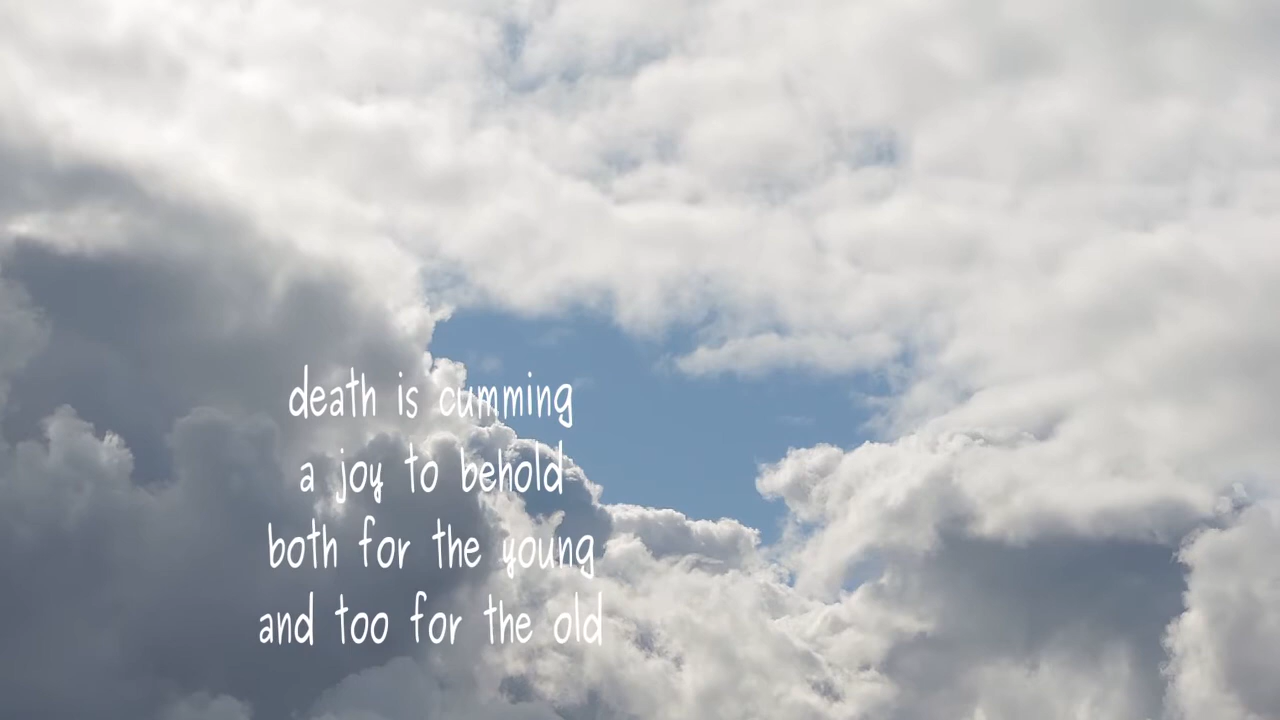 death is cumming
a joy to behold
both for the young
and too for the old